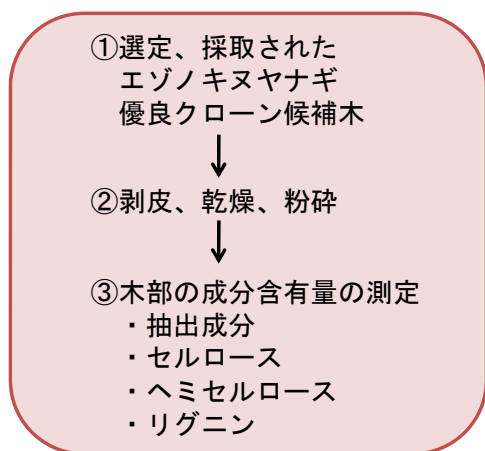 ①選定、採取された
エゾノキヌヤナギ
優良クローン候補木
②剥皮、乾燥、粉砕
③木部の成分含有量の測定
・抽出成分
・セルロース
・ヘミセルロース
・リグニン